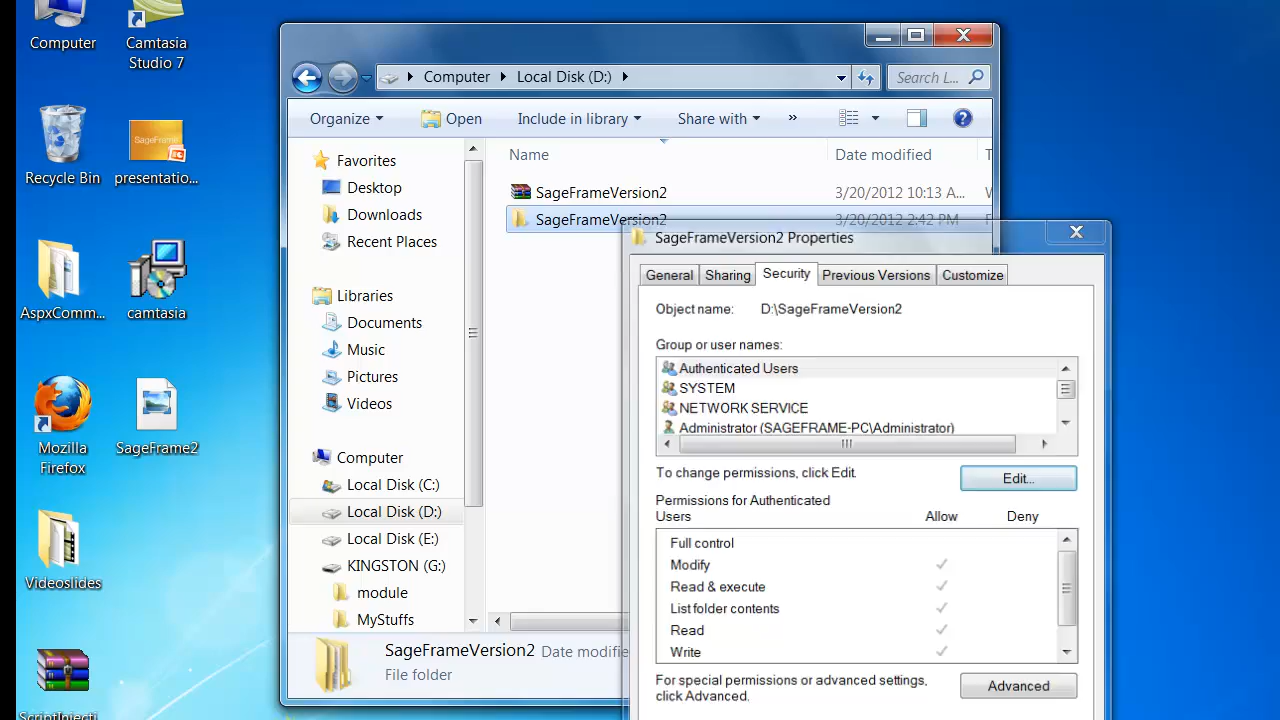 Computer
Camtasia
Studio 7
Recycle Bin
SageFrame
presentatio...
AspxComm...
camtasia
Mozilla
Firefox
SageFrame2
Videoslides
ScriptInjecti
Computer
Local Disk (D:)
Search L...
Organize
Open
Include in library
Share with
»
Name
Date modified
T
Favorites
Desktop
Downloads
Recent Places
Libraries
Documents
Music
Pictures
Videos
Computer
Local Disk (C:)
Local Disk (D:)
Local Disk (E:)
KINGSTON (G:)
module
MyStuffs
SageFrameVersion2 3/20/2012 10:13 A...
SageFrameVersion2 3/20/2012 2:42 PM
SageFrameVersion2 Date modifie
File folder
SageFrameVersion2 Properties
General Sharing Security Previous Versions Customize
Object name: D:\SageFrameVersion2
Group or user names:
Authenticated Users
SYSTEM
NETWORK SERVICE
Administrator (SAGEFRAME-PC\Administrator)
To change permissions, click Edit.
Edit...
Permissions for Authenticated
Users
Allow Deny
Full control
Modify
Read & execute
List folder contents
Read
Write
For special permissions or advanced settings,
click Advanced.
Advanced